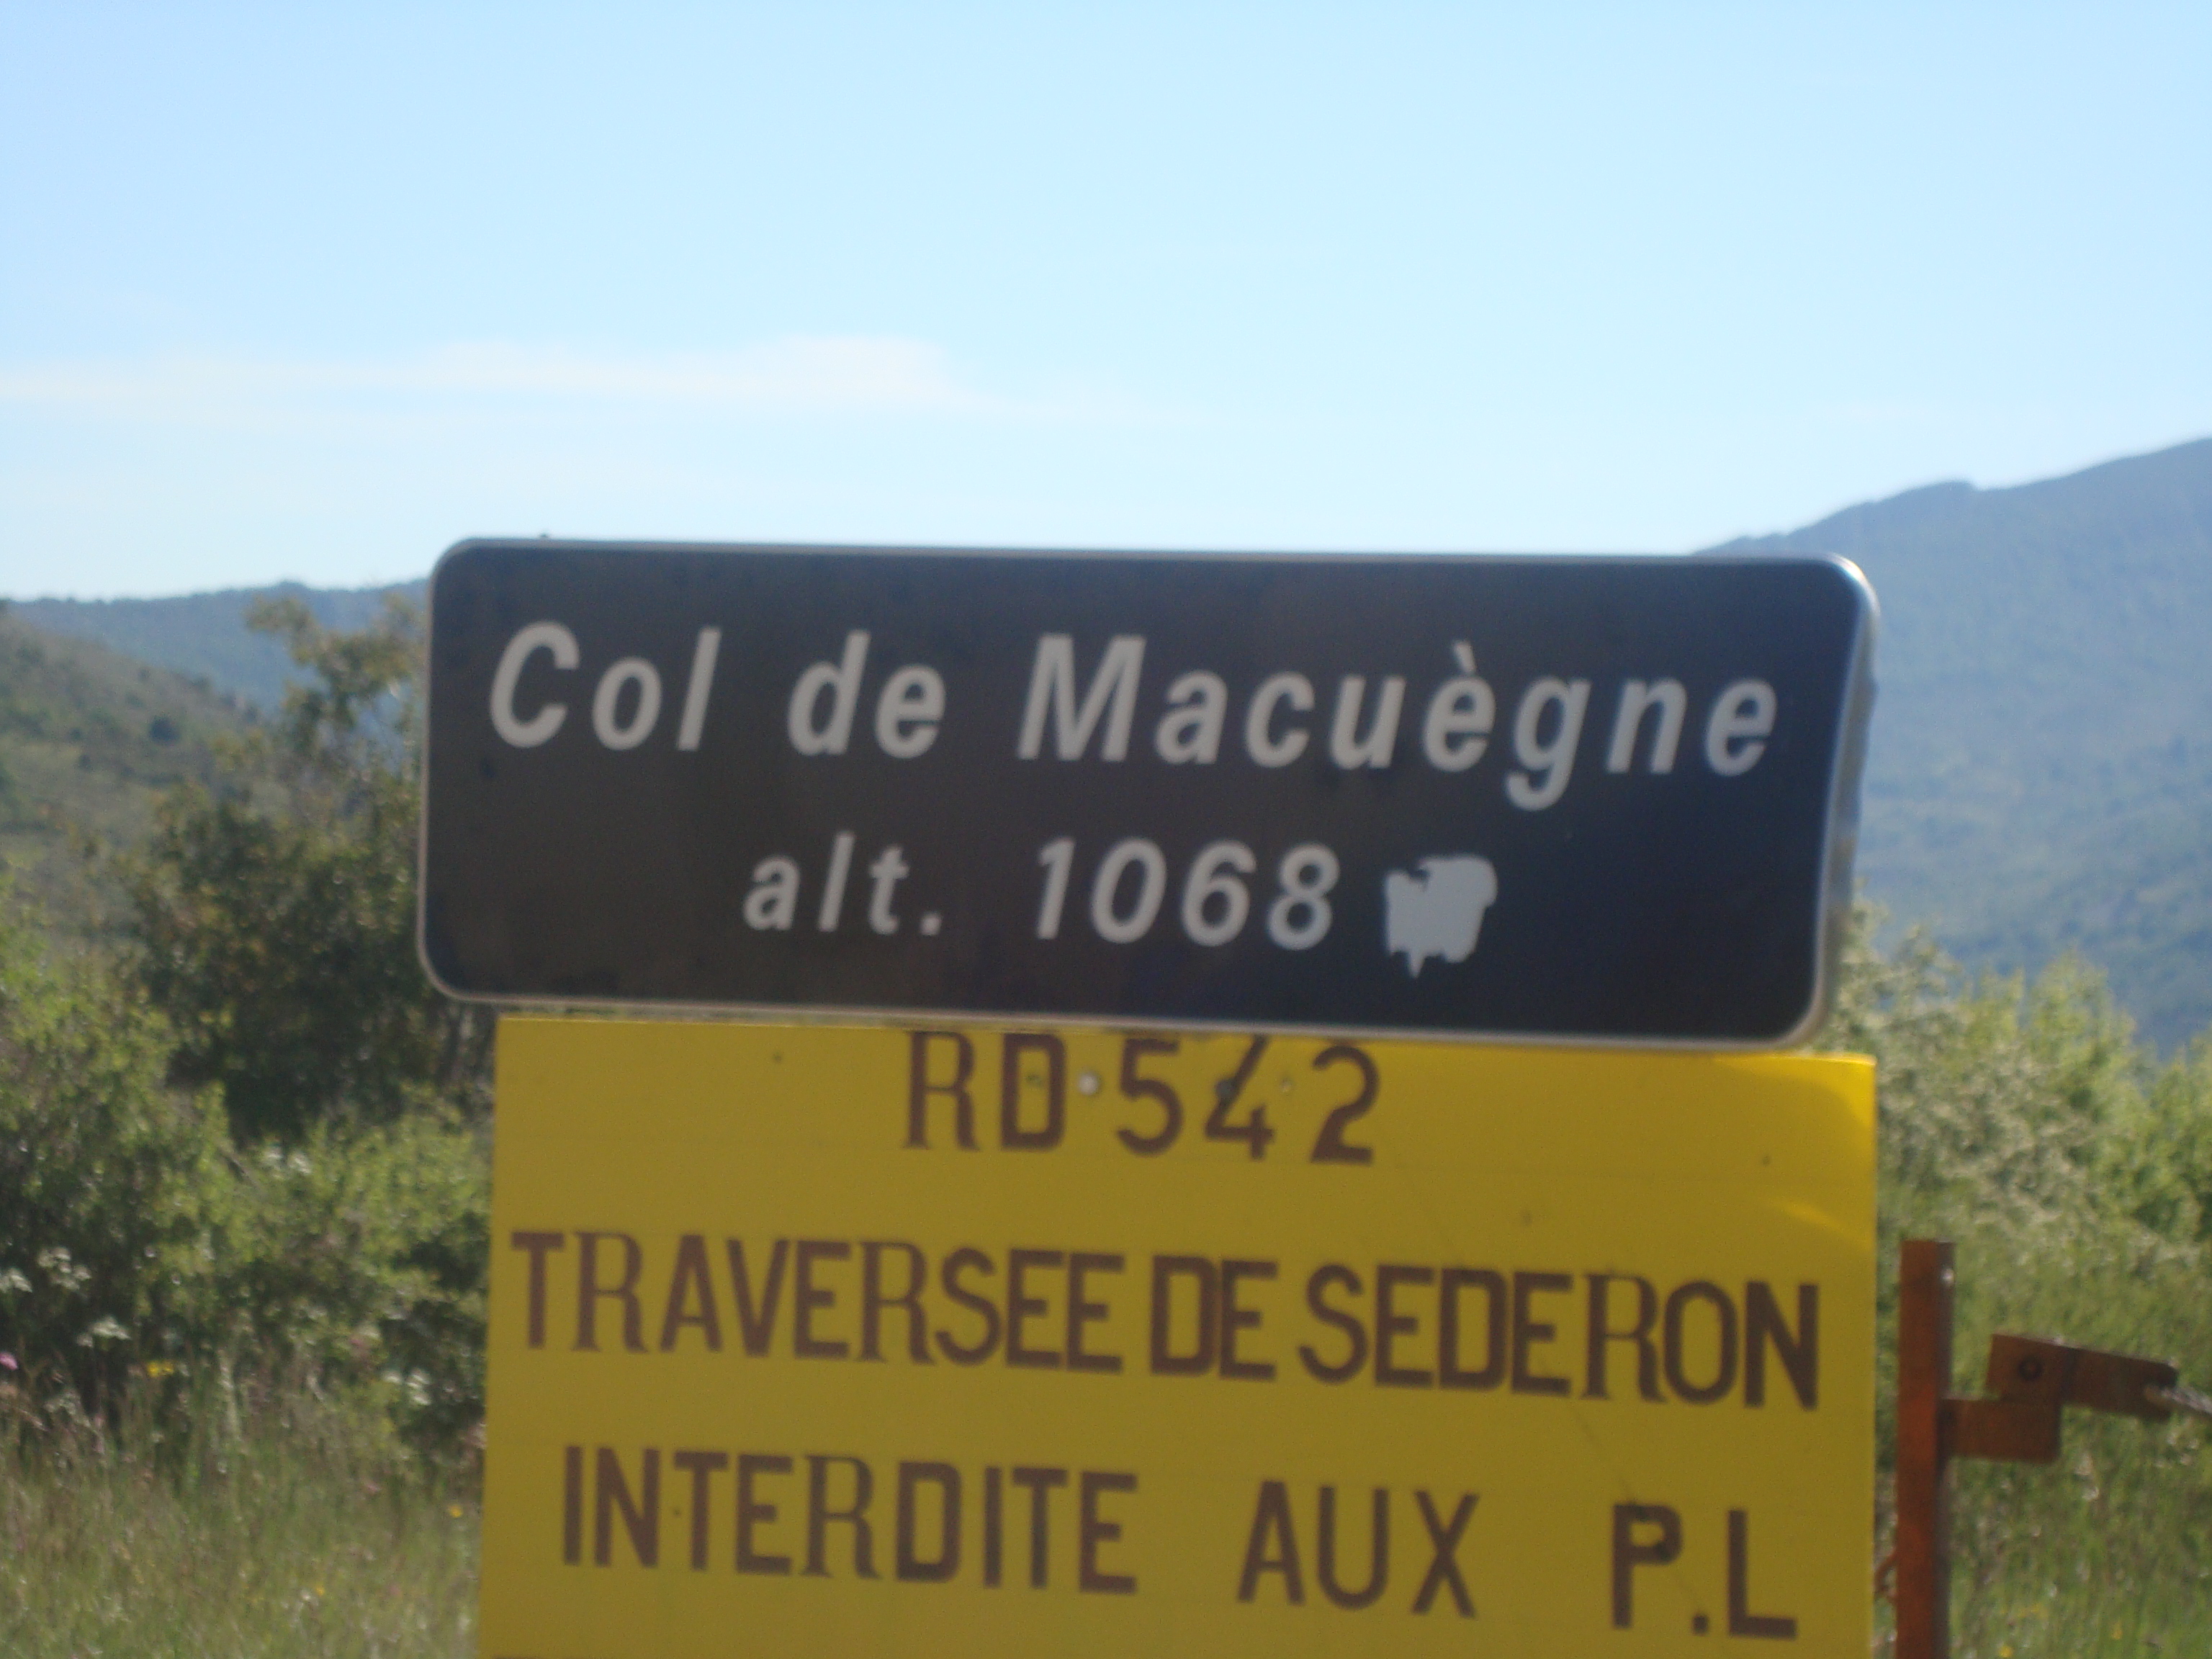 Col de Macuègne
alt. 1068
RD 542
TRAVERSEE DE SEDERON
INTERDITE AUX P.L